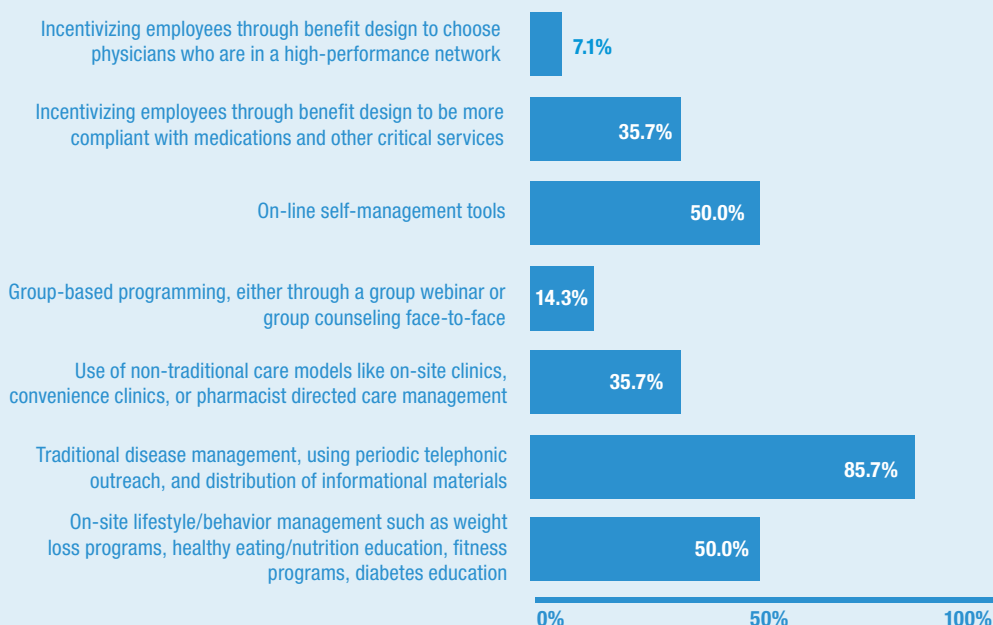 Incentivizing employees through benefit design to choose
physicians who are in a high-performance network
7.1%
Incentivizing employees through benefit design to be more
compliant with medications and other critical services
35.7%
On-line self-management tools
50.0%
Group-based programming, either through a group webinar or
group counseling face-to-face
14.3%
Use of non-traditional care models like on-site clinics,
convenience clinics, or pharmacist directed care management
35.7%
Traditional disease management, using periodic telephonic
outreach, and distribution of informational materials
85.7%
On-site lifestyle/behavior management such as weight
loss programs, healthy eating/nutrition education, fitness
programs, diabetes education
50.0%
0% 50% 100%